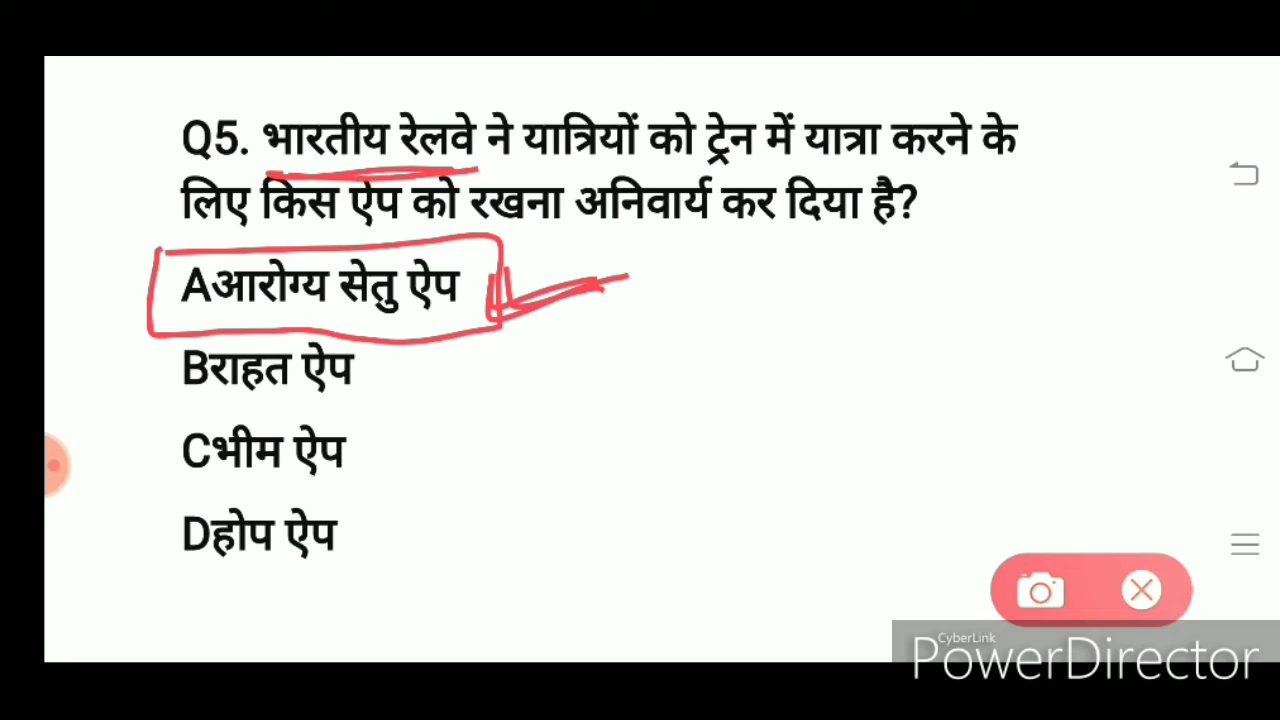 Q5. भारतीय रेलवे ने यात्रियों को ट्रेन में यात्रा करने के
लिए किस ऐप को रखना अनिवार्य कर दिया है?
Aआरोग्य सेतु ऐप
Bराहत ऐप
Cभीम ऐप
Dहोप ऐप
CyberLink
PowerDirector